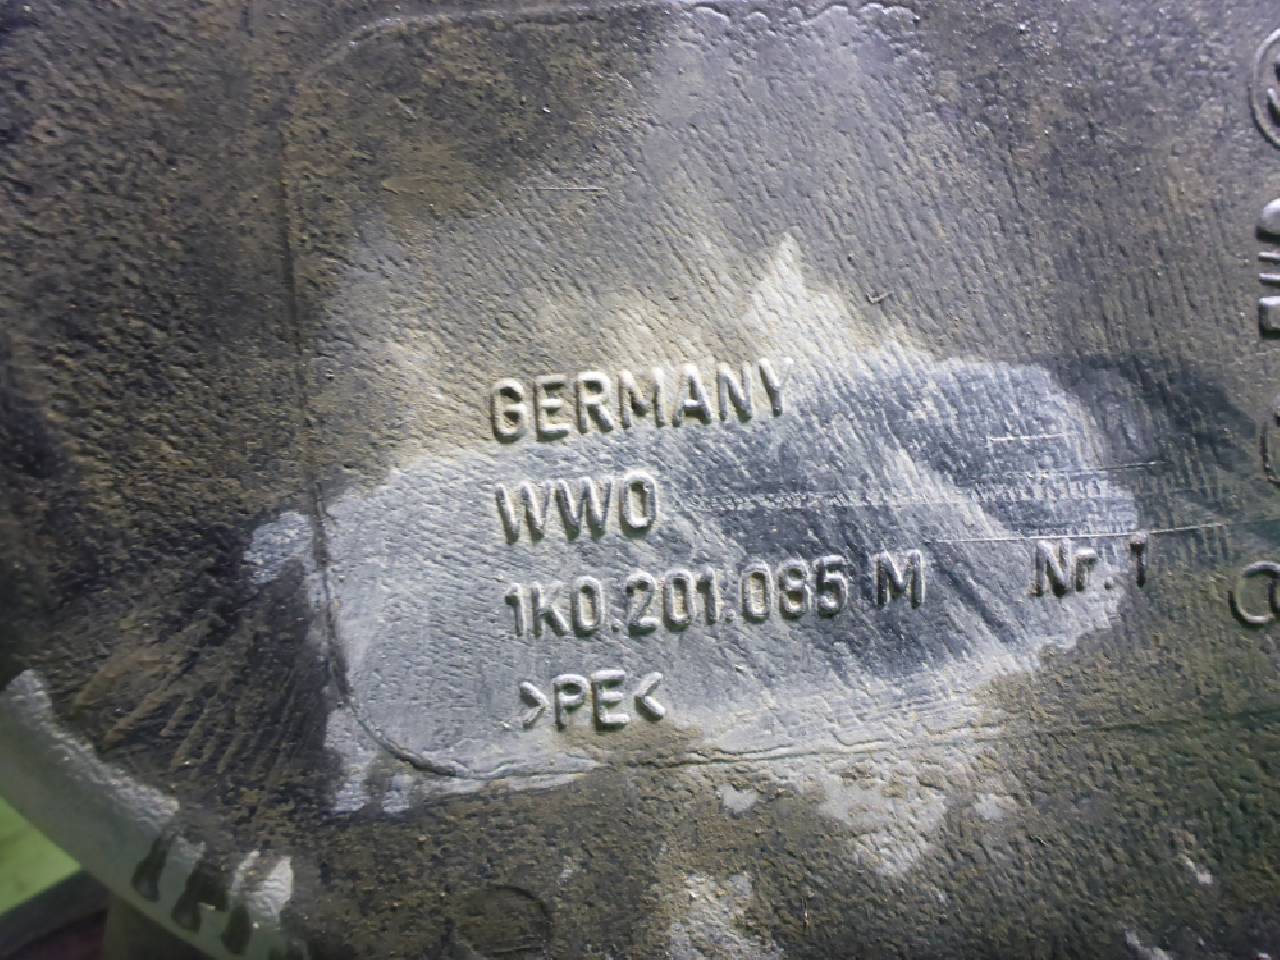 GERMANY
WWO
1K0.201.085 M Nr. 1
>PE<